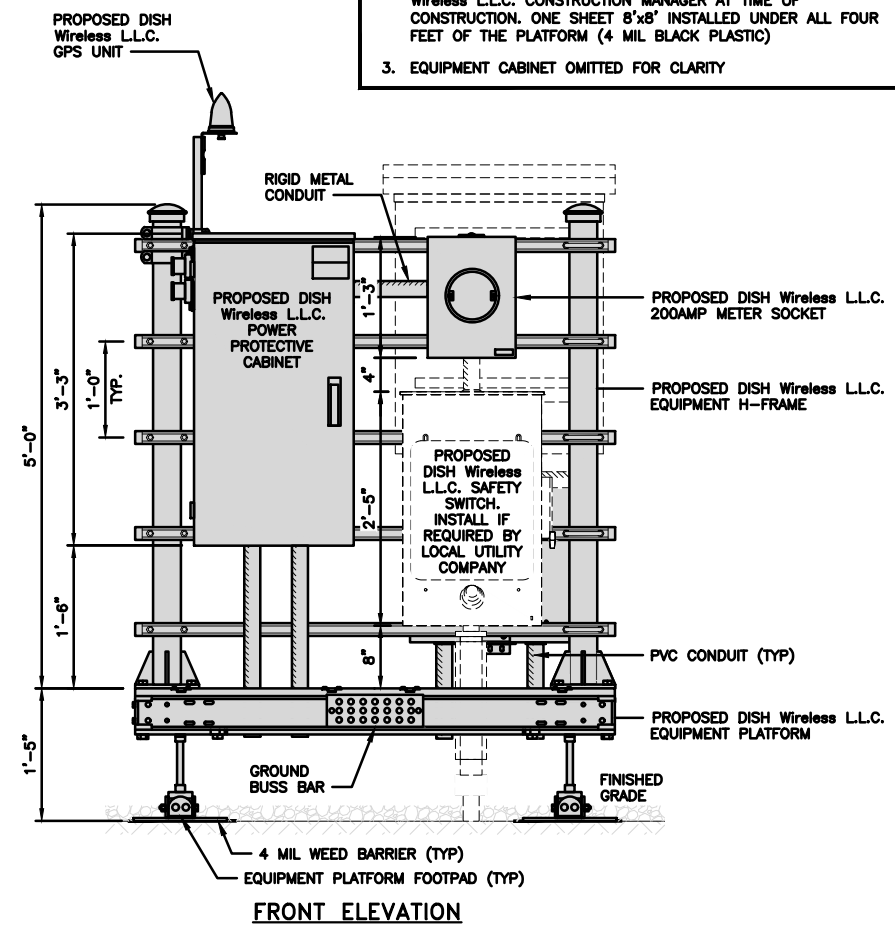 Wireless L.L.C. CONSTRUCTION MANAGER AT TIME OF
CONSTRUCTION. ONE SHEET 8'x8' INSTALLED UNDER ALL FOUR
FEET OF THE PLATFORM (4 MIL BLACK PLASTIC)
3. EQUIPMENT CABINET OMITTED FOR CLARITY
PROPOSED DISH
Wireless L.L.C.
GPS UNIT
RIGID METAL
CONDUIT
PROPOSED DISH
Wireless L.L.C.
POWER
PROTECTIVE
CABINET
PROPOSED DISH Wireless L.L.C.
200AMP METER SOCKET
PROPOSED DISH Wireless L.L.C.
EQUIPMENT H-FRAME
PROPOSED
DISH Wireless
L.L.C. SAFETY
SWITCH.
INSTALL IF
REQUIRED BY
LOCAL UTILITY
COMPANY
5'-0"
3'-3"
1'-0"
TYP.
1'-3"
4"
2'-5"
1'-6"
8"
1'-5"
PVC CONDUIT (TYP)
PROPOSED DISH Wireless L.L.C.
EQUIPMENT PLATFORM
GROUND
BUSS BAR
FINISHED
GRADE
4 MIL WEED BARRIER (TYP)
EQUIPMENT PLATFORM FOOTPAD (TYP)
FRONT ELEVATION